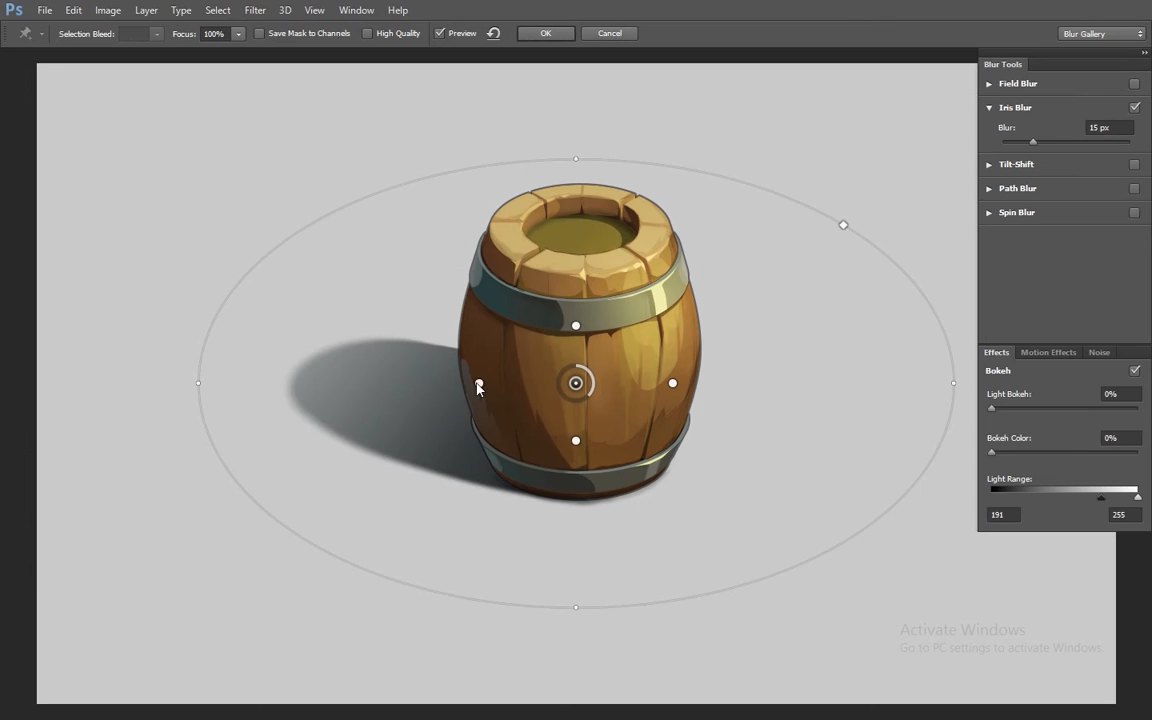 Ps File Edit Image Layer Type Select Filter 3D View Window Help
Selection Bleed: Focus: 100% Save Mask to Channels High Quality Preview OK Cancel Blur Gallery
Blur Tools
Field Blur
Iris Blur
Blur: 15 px
Tilt-Shift
Path Blur
Spin Blur
Effects Motion Effects Noise
Bokeh
Light Bokeh: 0%
Bokeh Color: 0%
Light Range:
191 255
Activate Windows
Go to PC settings to activate Windows.